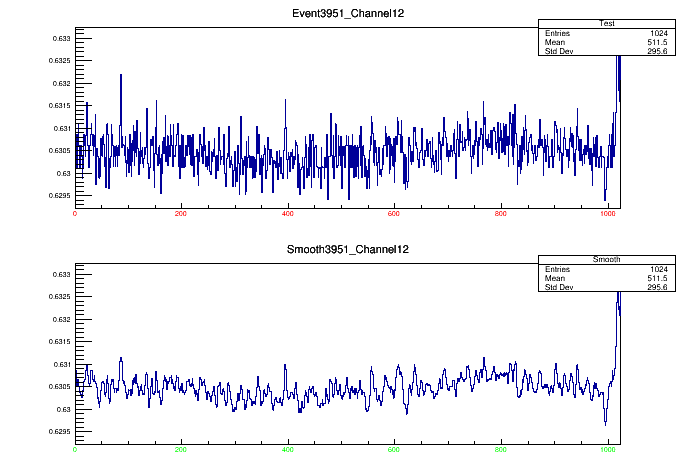 Event3951_Channel12
Test
Entries 1024
Mean 511.5
Std Dev 295.6
0.633
0.6325
0.632
0.6315
0.631
0.6305
0.63
0.6295
0 200 400 600 800 1000
Smooth3951_Channel12
Smooth
Entries 1024
Mean 511.5
Std Dev 295.6
0.633
0.6325
0.632
0.6315
0.631
0.6305
0.63
0.6295
0 200 400 600 800 1000